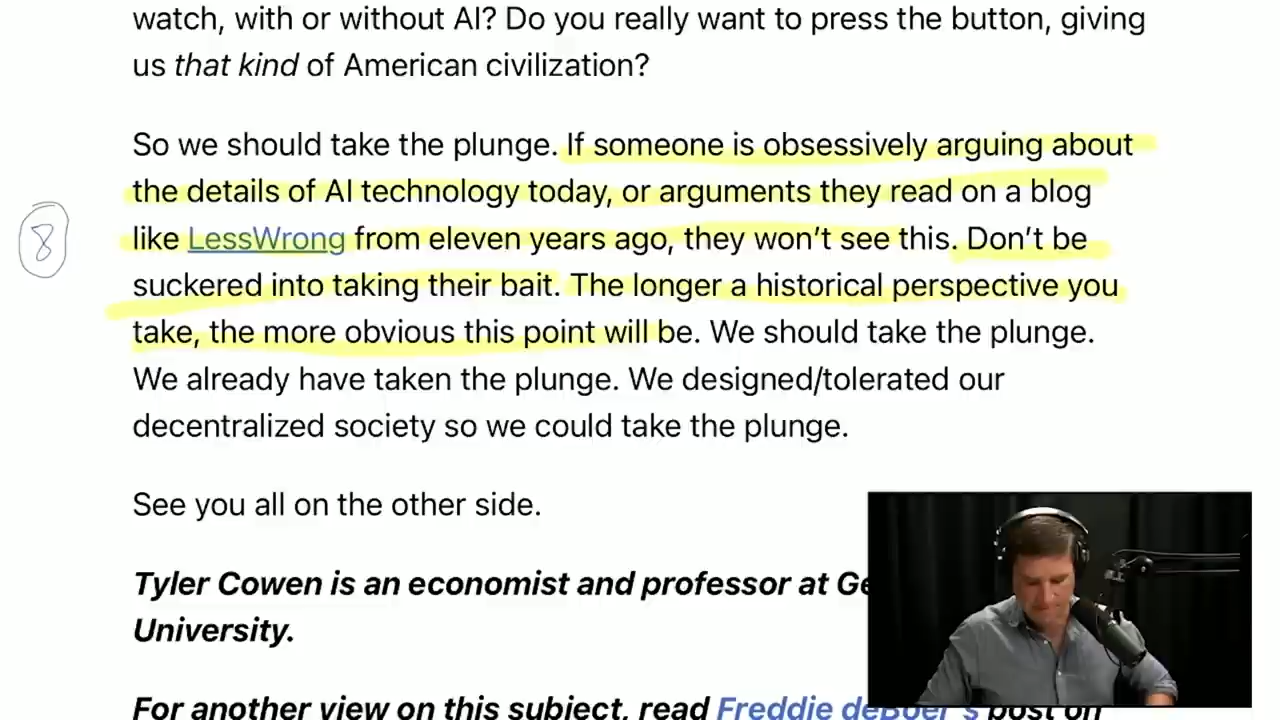 watch, with or without AI? Do you really want to press the button, giving
us that kind of American civilization?
So we should take the plunge. If someone is obsessively arguing about
the details of AI technology today, or arguments they read on a blog
8
like LessWrong from eleven years ago, they won’t see this. Don’t be
suckered into taking their bait. The longer a historical perspective you
take, the more obvious this point will be. We should take the plunge.
We already have taken the plunge. We designed/tolerated our
decentralized society so we could take the plunge.
See you all on the other side.
Tyler Cowen is an economist and professor at
University.
For another view on this subject, read Freddie deBoer’s post on